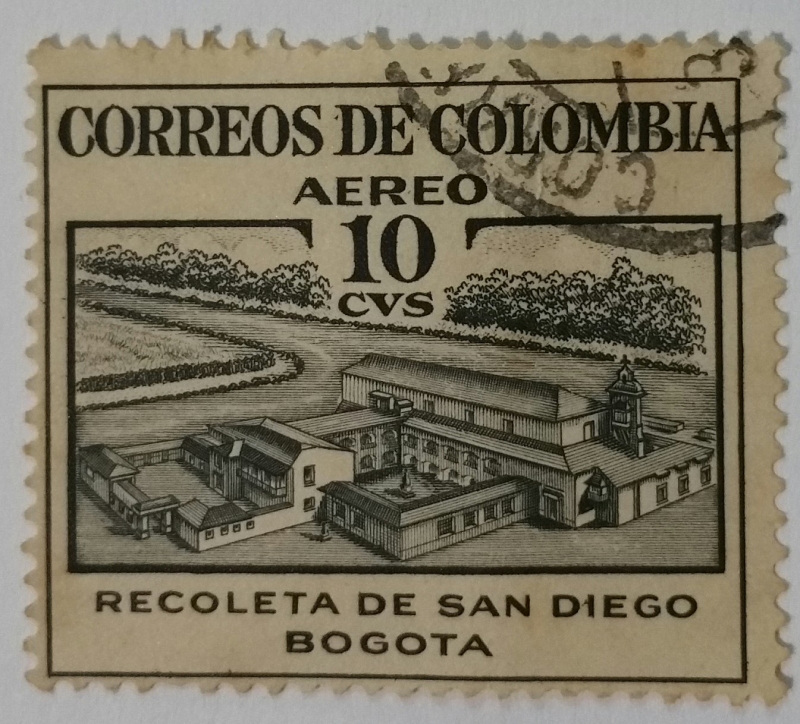 CORREOS DE COLOMBIA
AEREO
10
CVS
RECOLETA DE SAN DIEGO
BOGOTA